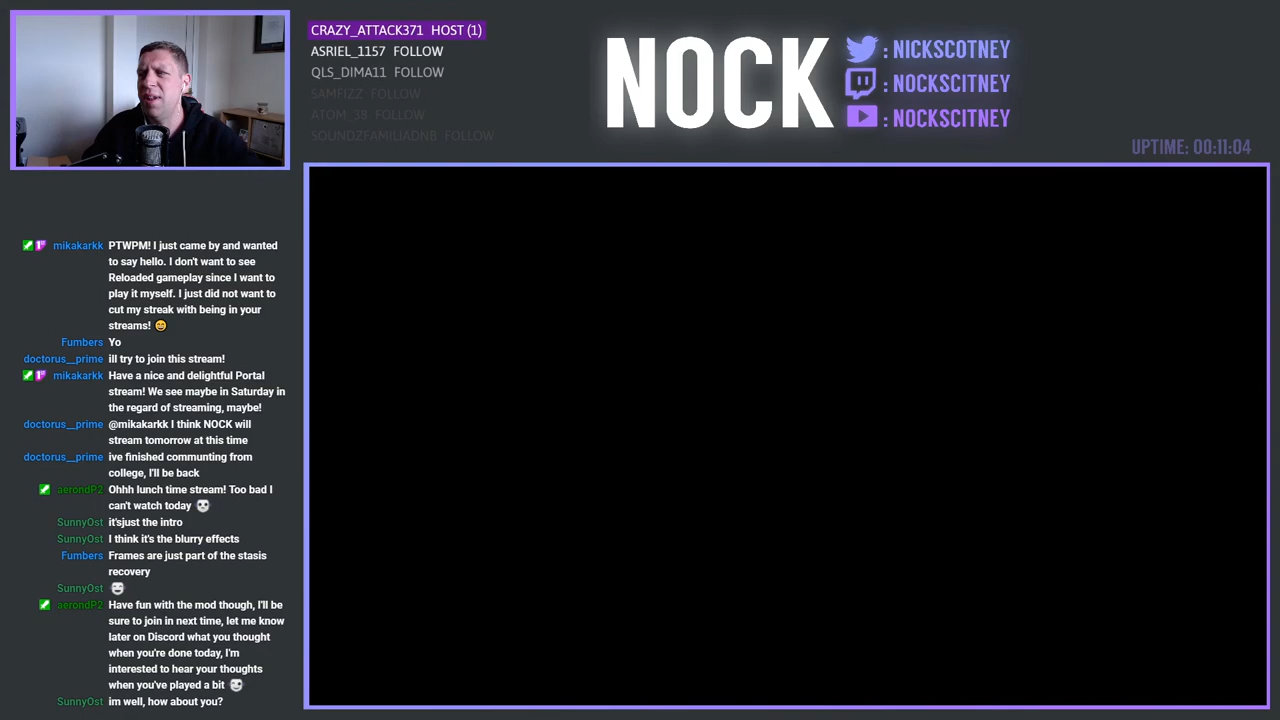 CRAZY_ATTACK371 HOST (1)
ASRIEL_1157 FOLLOW
QLS_DIMA11 FOLLOW
SAMFIZZ FOLLOW
ATOM_38 FOLLOW
SOUNDZFAMILIADNB FOLLOW
NOCK
: NICKSCOTNEY
: NOCKSCITNEY
: NOCKSCITNEY
UPTIME: 00:11:04
mikakarkk PTWPM! I just came by and wanted
to say hello. I don't want to see
Reloaded gameplay since I want to
play it myself. I just did not want to
cut my streak with being in your
streams!
Fumbers Yo
doctorus__prime ill try to join this stream!
mikakarkk Have a nice and delightful Portal
stream! We see maybe in Saturday in
the regard of streaming, maybe!
doctorus__prime @mikakarkk I think NOCK will
stream tomorrow at this time
doctorus__prime ive finished communting from
college, I'll be back
aerondP2 Ohhh lunch time stream! Too bad I
can't watch today
SunnyOst it'sjust the intro
SunnyOst I think it's the blurry effects
Fumbers Frames are just part of the stasis
recovery
SunnyOst
aerondP2 Have fun with the mod though, I'll be
sure to join in next time, let me know
later on Discord what you thought
when you're done today, I'm
interested to hear your thoughts
when you've played a bit
SunnyOst im well, how about you?